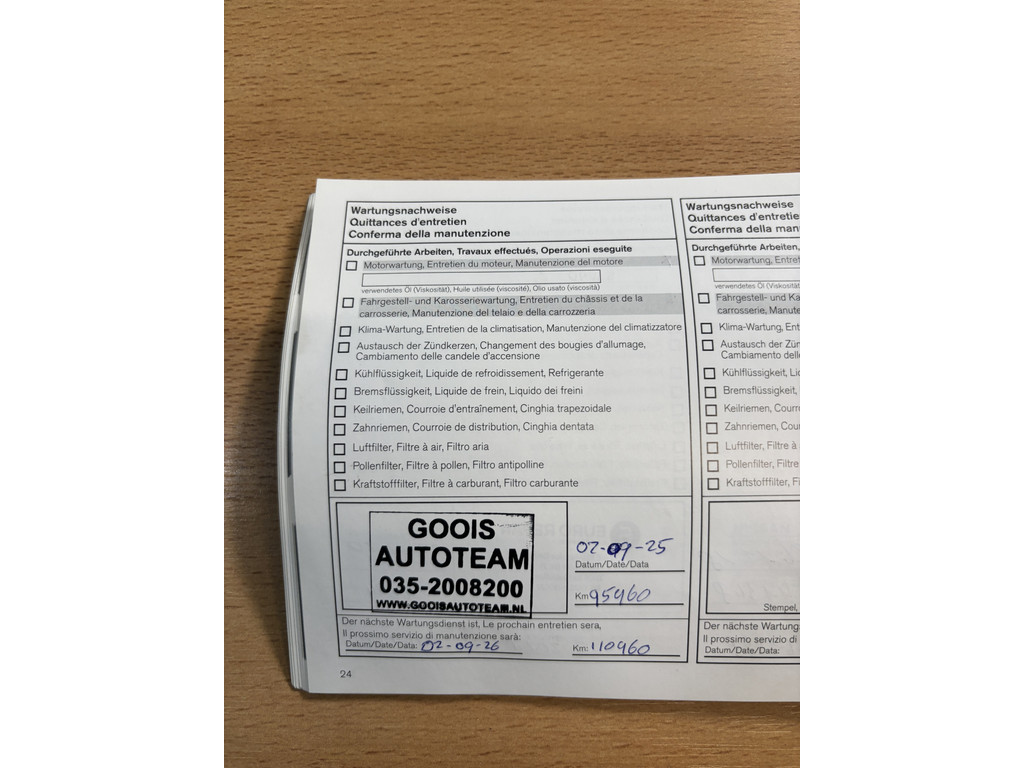 Wartungsnachweise
Quittances d'entretien
Conferma della manutenzione
Durchgeführte Arbeiten, Travaux effectués, Operazioni eseguite
Motorwartung, Entretien du moteur, Manutenzione del motore
verwendetes Öl (Viskosität), Huile utilisée (viscosité), Olio usato (viscosità)
Fahrgestell- und Karosseriewartung, Entretien du châssis et de la
carrosserie, Manutenzione del telaio e della carrozzeria
Klima-Wartung, Entretien de la climatisation, Manutenzione del climatizzatore
Austausch der Zündkerzen, Changement des bougies d'allumage,
Cambiamento delle candele d'accensione
Kühlflüssigkeit, Liquide de refroidissement, Refrigerante
Bremsflüssigkeit, Liquide de frein, Liquido dei freini
Keilriemen, Courroie d'entraînement, Cinghia trapezoidale
Zahnriemen, Courroie de distribution, Cinghia dentata
Luftfilter, Filtre à air, Filtro aria
Pollenfilter, Filtre à pollen, Filtro antipolline
Kraftstofffilter, Filtre à carburant, Filtro carburante
GOOIS
AUTOTEAM
035-2008200
WWW.GOOISAUTOTEAM.NL
02-09-25
Datum/Date/Data
Km 95460
Der nächste Wartungsdienst ist, Le prochain entretien sera,
Il prossimo servizio di manutenzione sarà:
Datum/Date/Data: 02-09-26
Km: 110460
24
Wartungsnachweise
Quittances d'entretie
Conferma della man
Durchgeführte Arbeiten,
Motorwartung, Entret
verwendetes Öl (Viskosität
Fahrgestell- und Ka
carrosserie, Manute
Klima-Wartung, Ent
Austausch der Zün
Cambiamento dell
Kühlflüssigkeit, Lic
Bremsflüssigkeit,
Keilriemen, Courr
Zahnriemen, Cou
Luftfilter, Filtre à
Pollenfilter, Filtre
Kraftstofffilter, Fi
Stempel,
Der nächste Wartungs
Il prossimo servizio di
Datum/Date/Data: